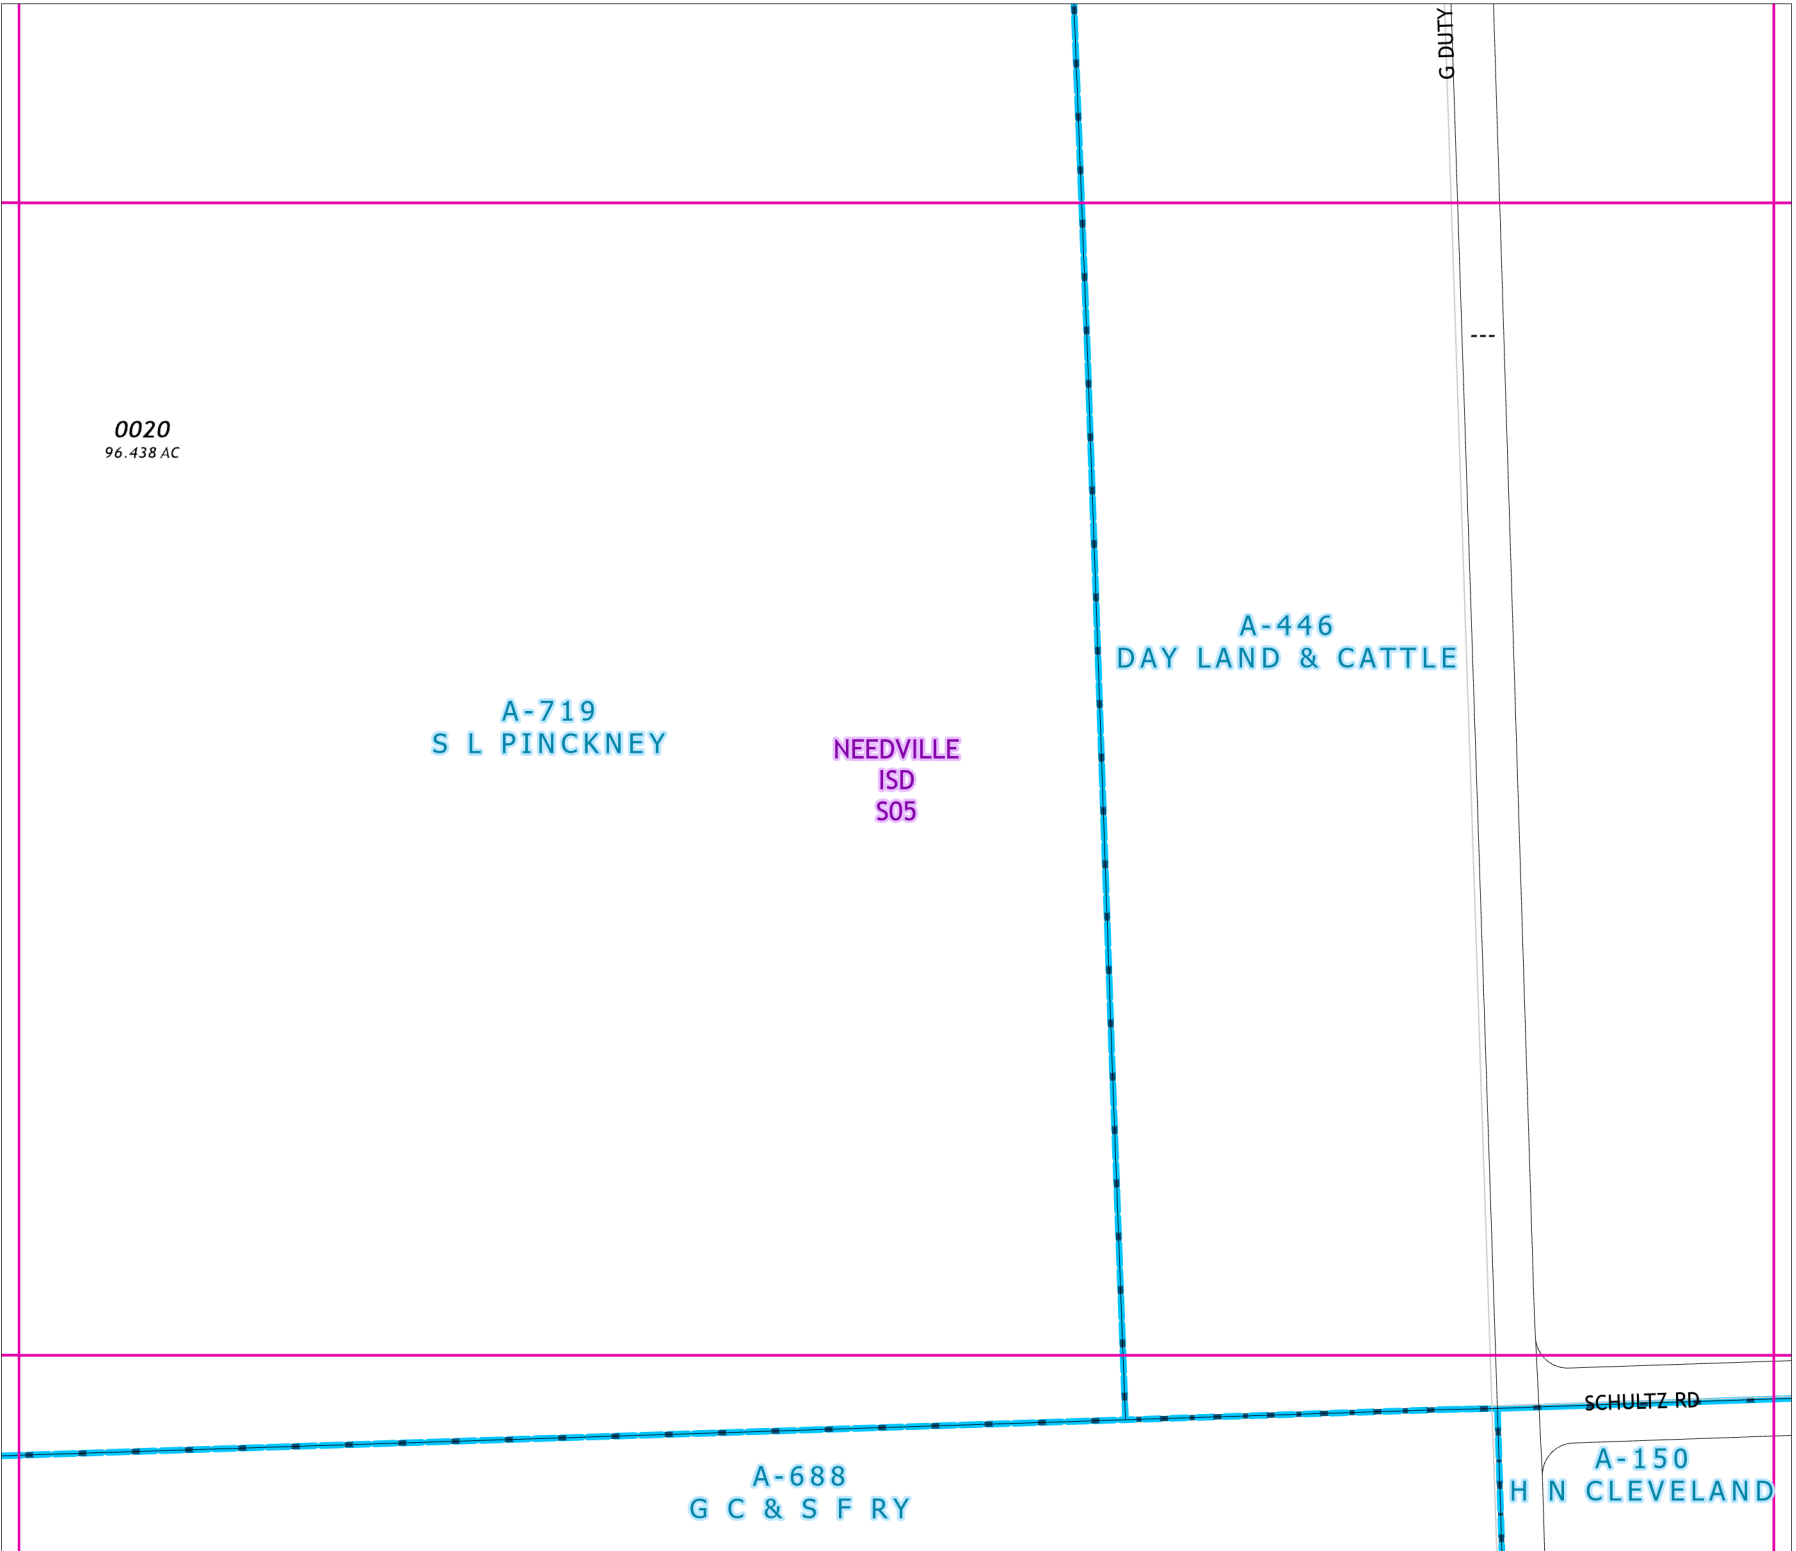 G DUTY
---
0020
96.438 AC
A-446
DAY LAND & CATTLE
A-719
S L PINCKNEY
NEEDVILLE
ISD
S05
SCHULTZ RD
A-688
G C & S F RY
A-150
H N CLEVELAND